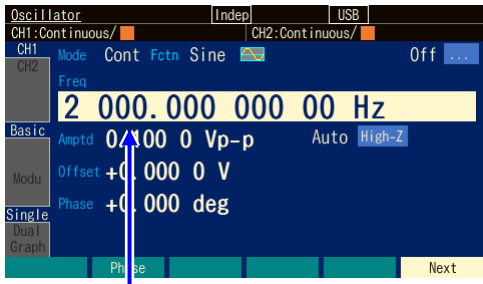 Oscillator Indep USB
CH1:Continuous/ CH2:Continuous/
CH1
CH2
Mode Cont Fctn Sine Off ...
Freq
2 000.000 000 00 Hz
Basic
Amptd 0.100 0 Vp-p Auto High-Z
Modu
Offset +0.000 0 V
Phase +0.000 deg
Single
Dual
Graph
Phase Next